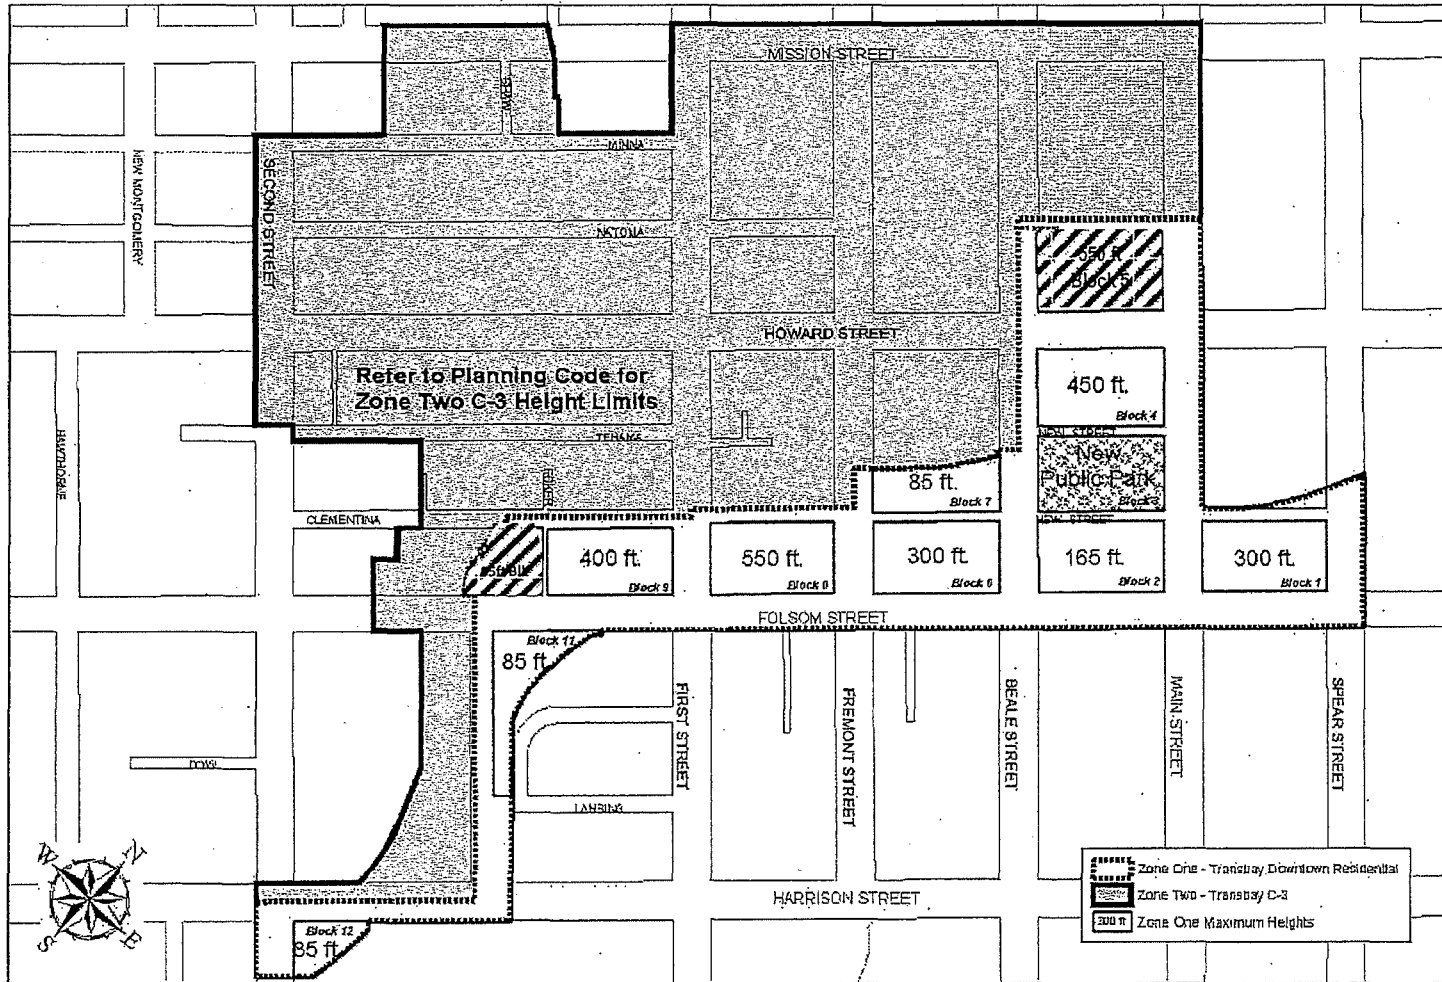 MISSION STREET
SHAW
MINNA
NEW MONTGOMERY
SECOND STREET
NATOMA
550 ft.
Block 5
HOWARD STREET
Refer to Planning Code for
Zone Two C-3 Height Limits
450 ft.
Block 4
HAWTHORNE
TEHAMA
NEW STREET
New
Public Park
Block 3
85 ft.
Block 7
CLEMENTINA
NEW STREET
400 ft.
Block 9
550 ft.
Block 8
300 ft.
Block 6
165 ft.
Block 2
300 ft.
Block 1
FOLSOM STREET
Block 11
85 ft.
FIRST STREET
FREMONT STREET
BEALE STREET
MAIN STREET
SPEAR STREET
DOW
LANSING
HARRISON STREET
Block 12
85 ft.
W
N
S
E
Zone One - Transbay Downtown Residential
Zone Two - Transbay C-3
300 ft
Zone One Maximum Heights